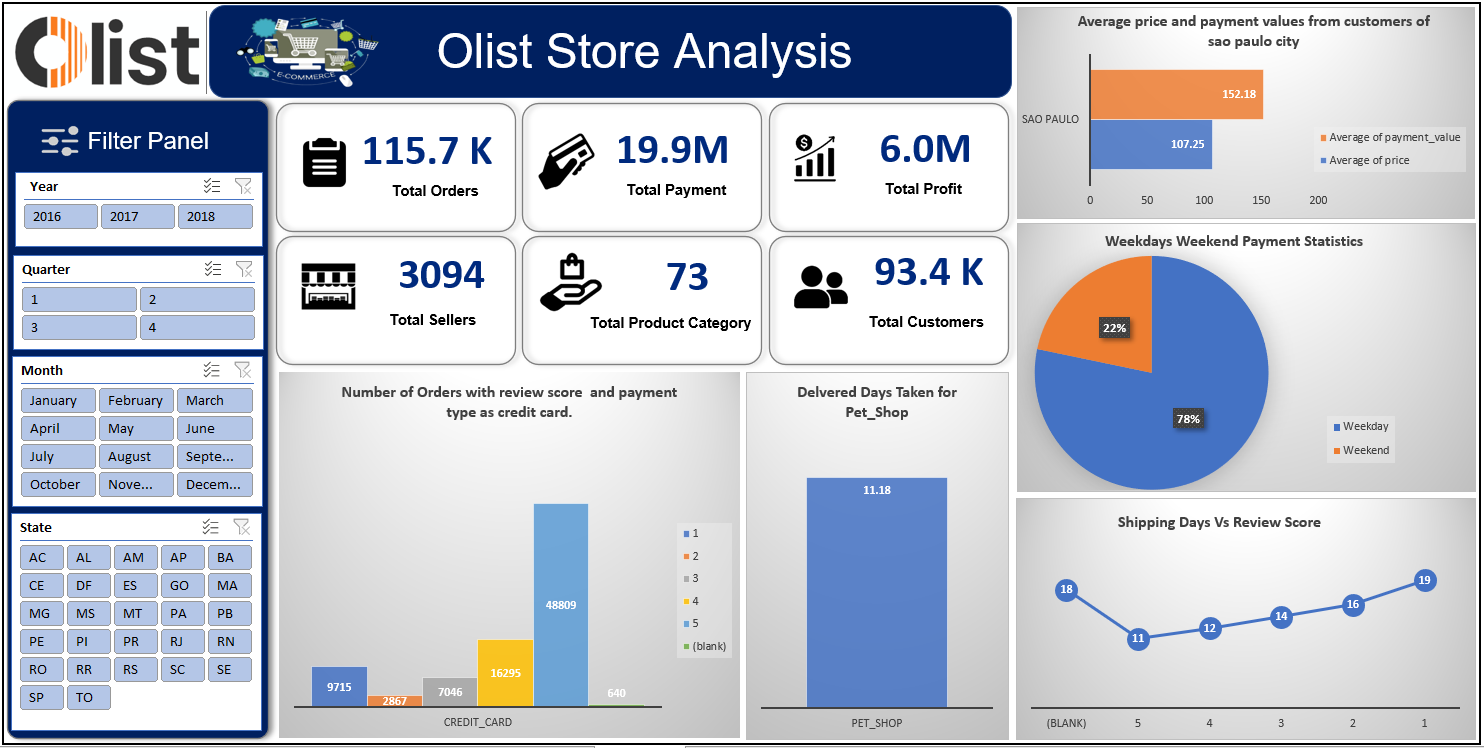 Olist
E-COMMERCE
Olist Store Analysis
Filter Panel
Year
2016 2017 2018
Quarter
1 2
3 4
Month
January February March
April May June
July August Septe...
October Nove... Decem...
State
AC AL AM AP BA
CE DF ES GO MA
MG MS MT PA PB
PE PI PR RJ RN
RO RR RS SC SE
SP TO
115.7 K
Total Orders
19.9M
Total Payment
$
6.0M
Total Profit
3094
Total Sellers
73
Total Product Category
93.4 K
Total Customers
Number of Orders with review score and payment
type as credit card.
9715
2867
7046
16295
48809
640
CREDIT_CARD
1
2
3
4
5
(blank)
Delvered Days Taken for
Pet_Shop
11.18
PET_SHOP
Average price and payment values from customers of
sao paulo city
SAO PAULO
152.18
107.25
Average of payment_value
Average of price
0 50 100 150 200
Weekdays Weekend Payment Statistics
22%
78%
Weekday
Weekend
Shipping Days Vs Review Score
18 11 12 14 16 19
(BLANK) 5 4 3 2 1